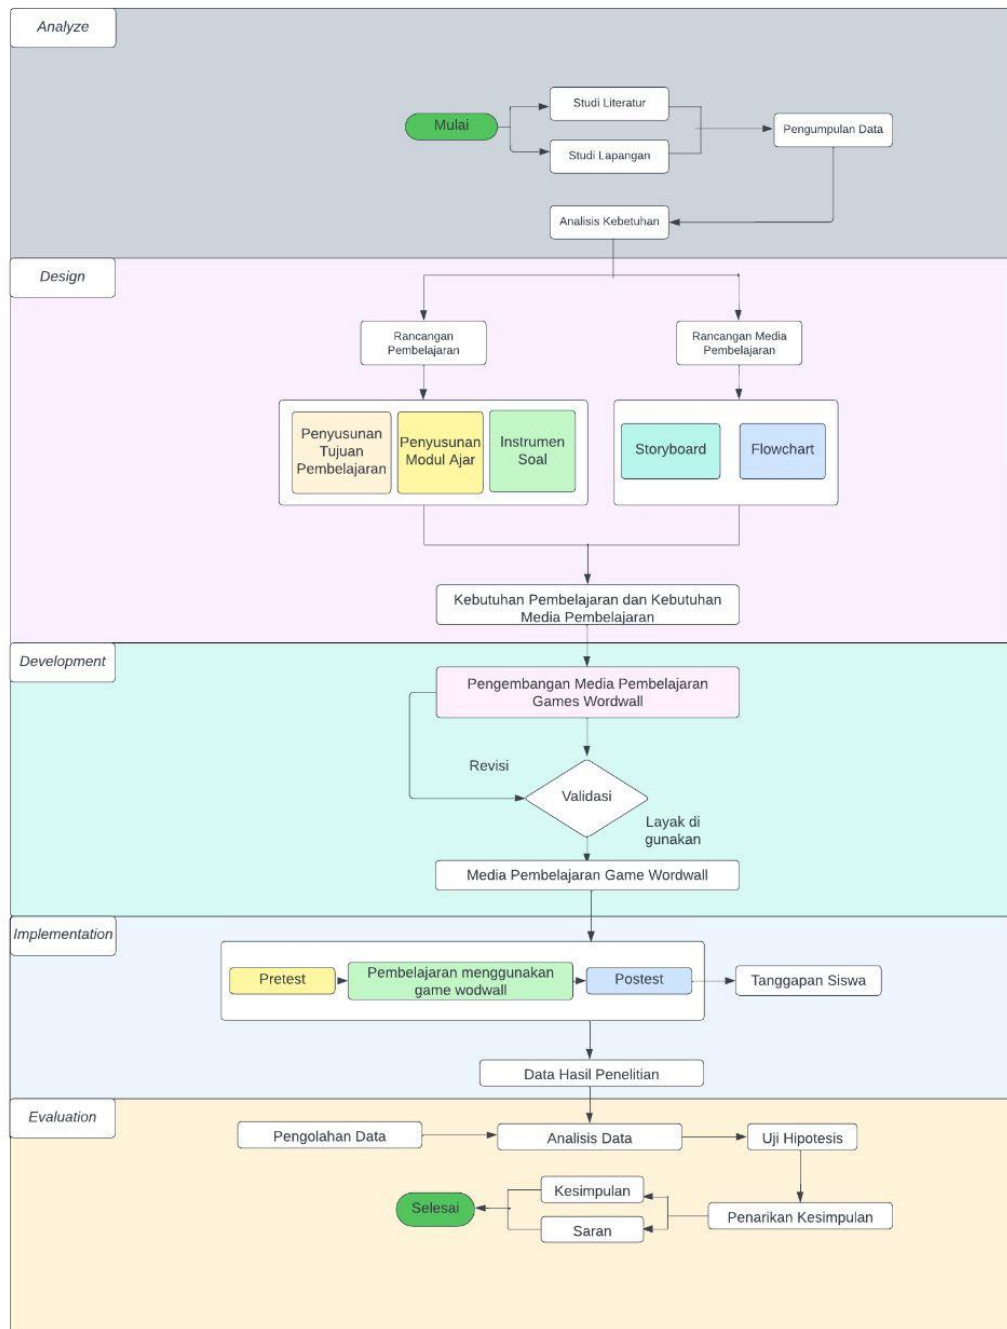 Analyze
Studi Literatur
Mulai
Pengumpulan Data
Studi Lapangan
Analisis Kebetuhan
Design
Rancangan
Pembelajaran
Rancangan Media
Pembelajaran
Penyusunan
Tujuan
Pembelajaran
Penyusunan
Modul Ajar
Instrumen
Soal
Storyboard
Flowchart
Kebutuhan Pembelajaran dan Kebutuhan
Media Pembelajaran
Development
Pengembangan Media Pembelajaran
Games Wordwall
Revisi
Validasi
Layak di
gunakan
Media Pembelajaran Game Wordwall
Implementation
Pretest
Pembelajaran menggunakan
game wodwall
Postest
Tanggapan Siswa
Data Hasil Penelitian
Evaluation
Pengolahan Data
Analisis Data
Uji Hipotesis
Kesimpulan
Selesai
Saran
Penarikan Kesimpulan